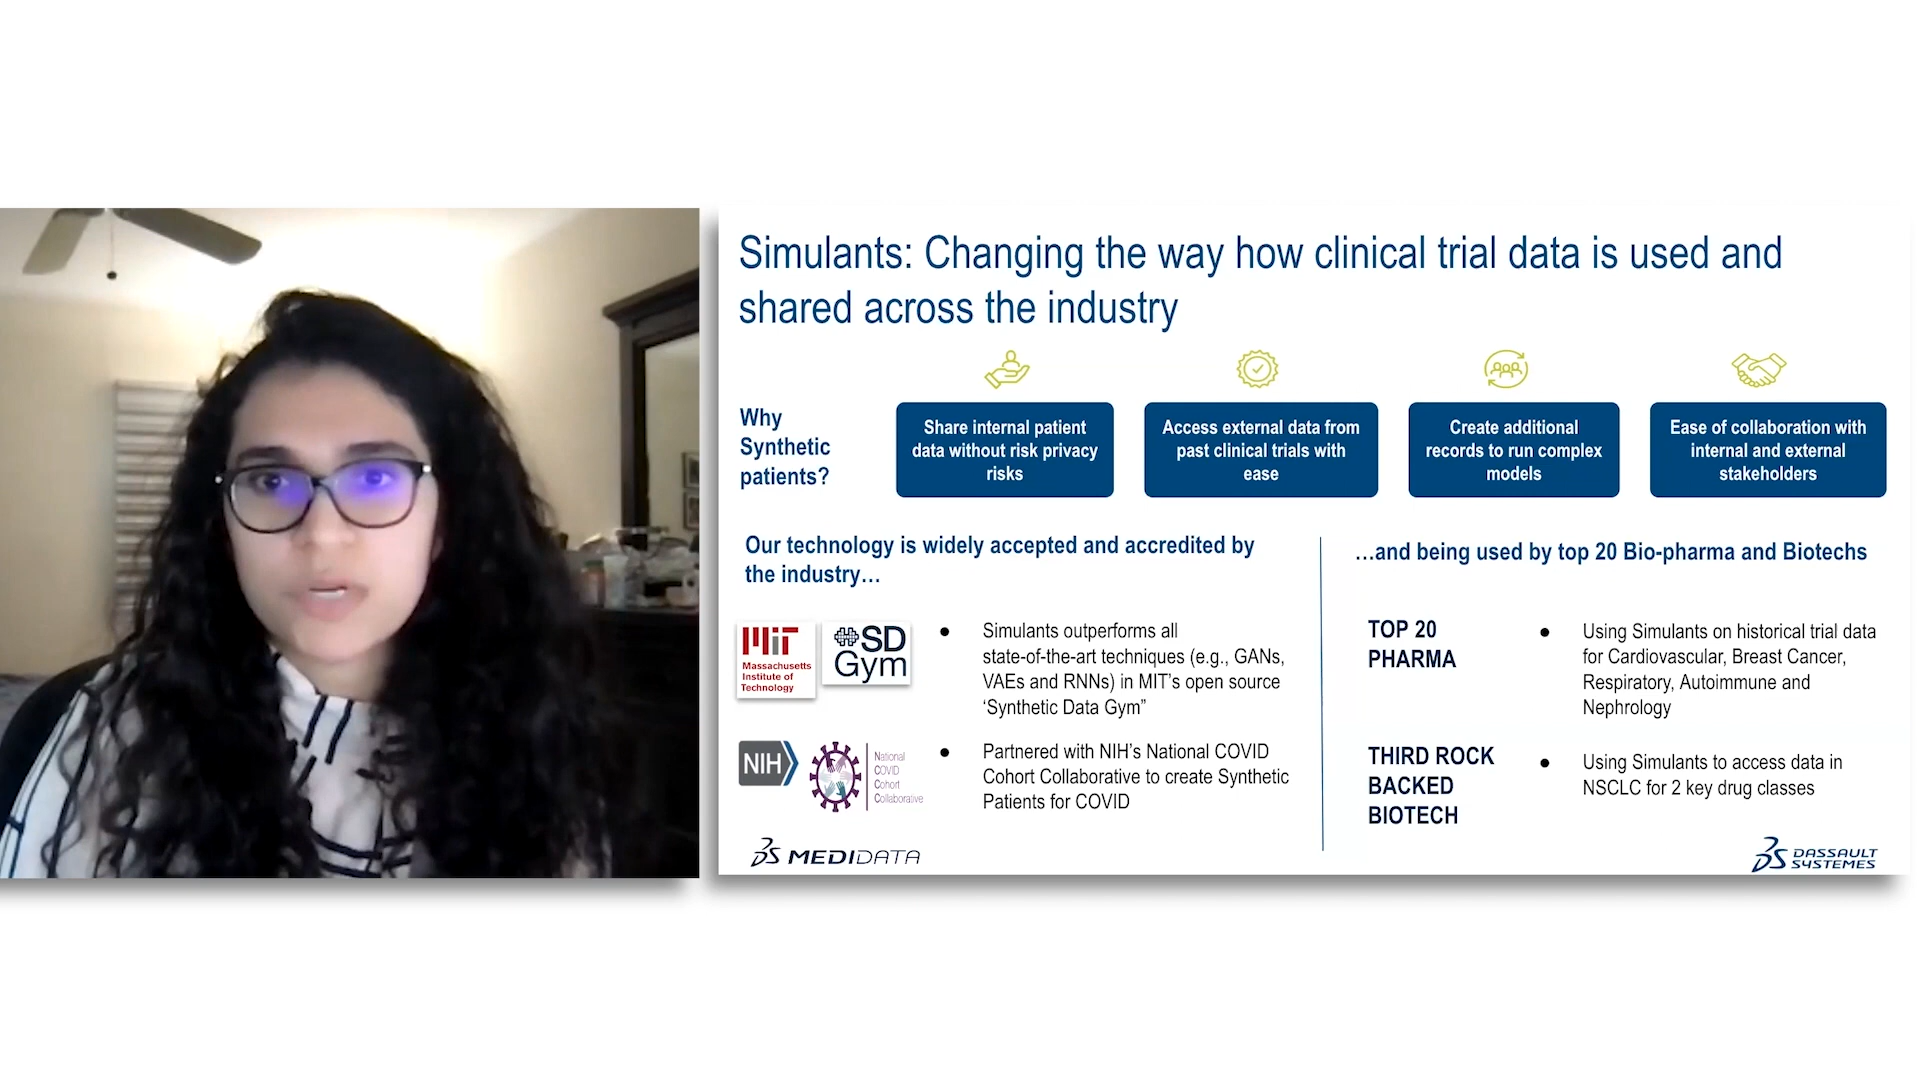 Simulants: Changing the way how clinical trial data is used and
shared across the industry
Why
Synthetic
patients?
Share internal patient
data without risk privacy
risks
Access external data from
past clinical trials with
ease
Create additional
records to run complex
models
Ease of collaboration with
internal and external
stakeholders
Our technology is widely accepted and accredited by
the industry…
MIT
Massachusetts
Institute of
Technology
SD
Gym
● Simulants outperforms all
state-of-the-art techniques (e.g., GANs,
VAEs and RNNs) in MIT's open source
‘Synthetic Data Gym”
NIH
National
COVID
Cohort
Collaborative
● Partnered with NIH's National COVID
Cohort Collaborative to create Synthetic
Patients for COVID
…and being used by top 20 Bio-pharma and Biotechs
TOP 20
PHARMA
● Using Simulants on historical trial data
for Cardiovascular, Breast Cancer,
Respiratory, Autoimmune and
Nephrology
THIRD ROCK
BACKED
BIOTECH
● Using Simulants to access data in
NSCLC for 2 key drug classes
3DS MEDIDATA
3DS DASSAULT
SYSTEMES